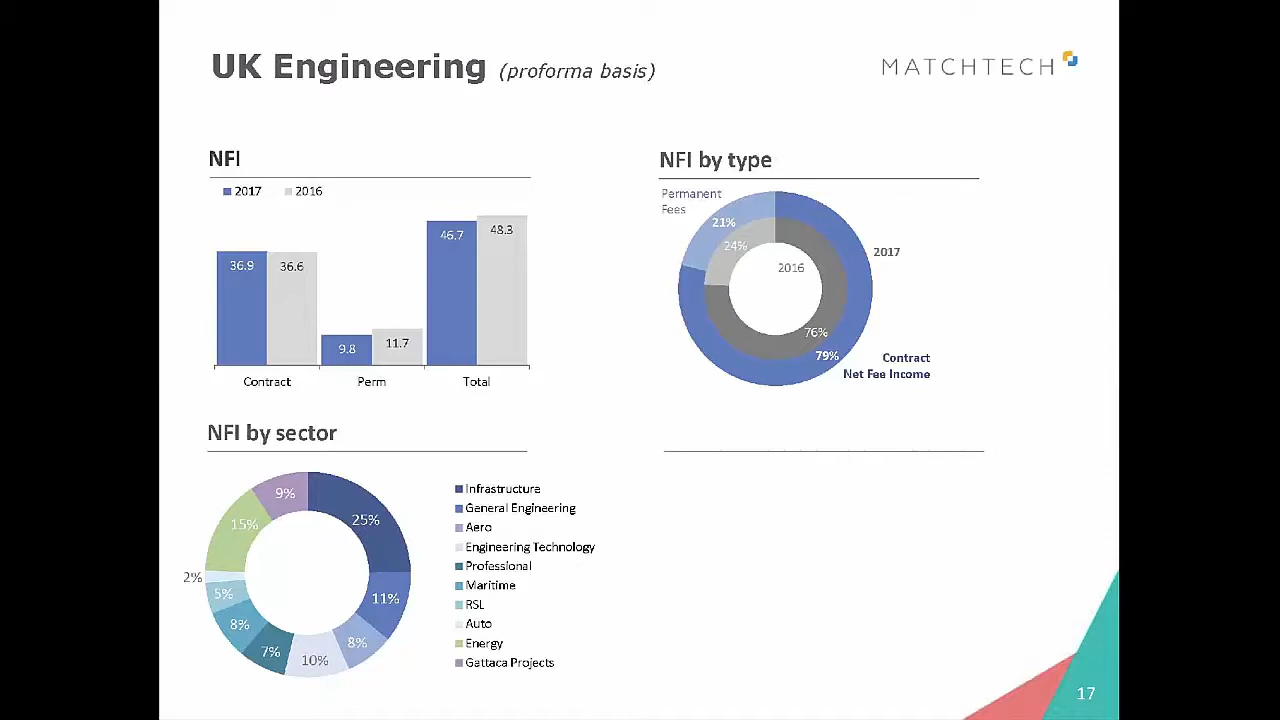 UK Engineering (proforma basis)
MATCHTECH
NFI
2017 2016
36.9
36.6
9.8
11.7
46.7
48.3
Contract Perm Total
NFI by type
Permanent
Fees
21%
24%
2017
2016
76%
79%
Contract
Net Fee Income
NFI by sector
9%
25%
15%
2%
5%
11%
8%
8%
7%
10%
Infrastructure
General Engineering
Aero
Engineering Technology
Professional
Maritime
RSL
Auto
Energy
Gattaca Projects
17